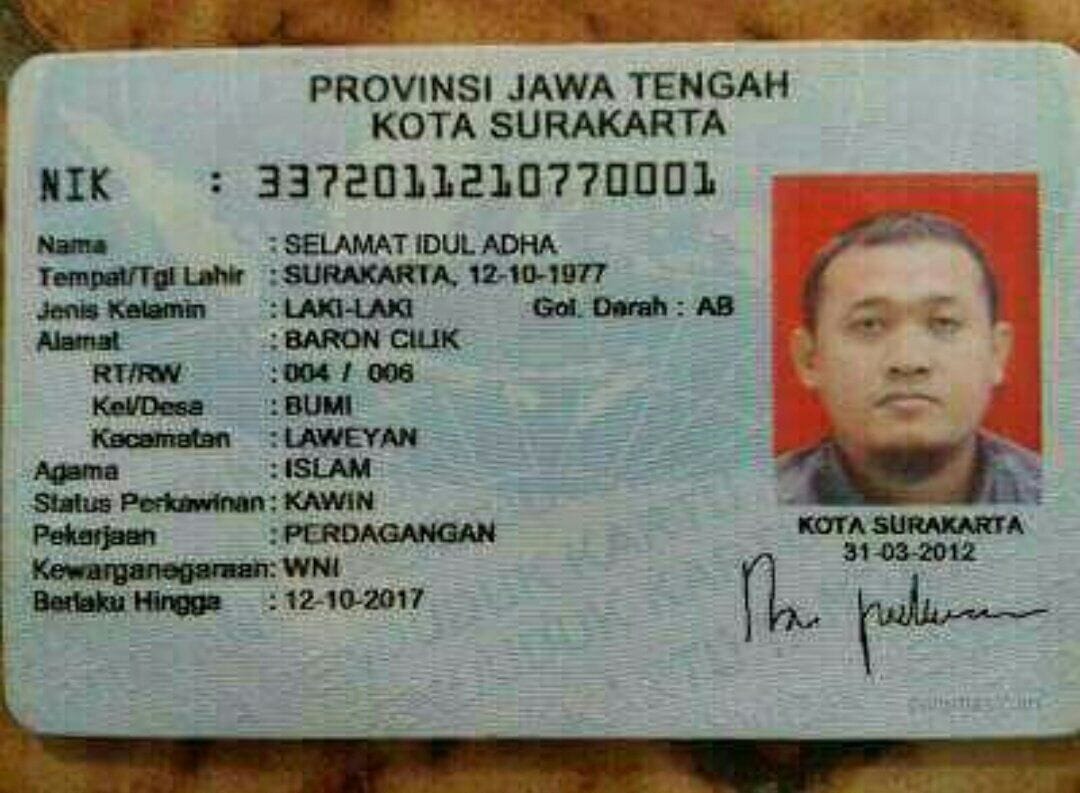 PROVINSI JAWA TENGAH
KOTA SURAKARTA
NIK : 3372011210770001
Nama : SELAMAT IDUL ADHA
Tempat/Tgl Lahir : SURAKARTA, 12-10-1977
Jenis Kelamin : LAKI-LAKI Gol. Darah : AB
Alamat : BARON CILIK
RT/RW : 004 / 006
Kel/Desa : BUMI
Kecamatan : LAWEYAN
Agama : ISLAM
Status Perkawinan : KAWIN
Pekerjaan : PERDAGANGAN
Kewarganegaraan: WNI
Berlaku Hingga : 12-10-2017
KOTA SURAKARTA
31-03-2012